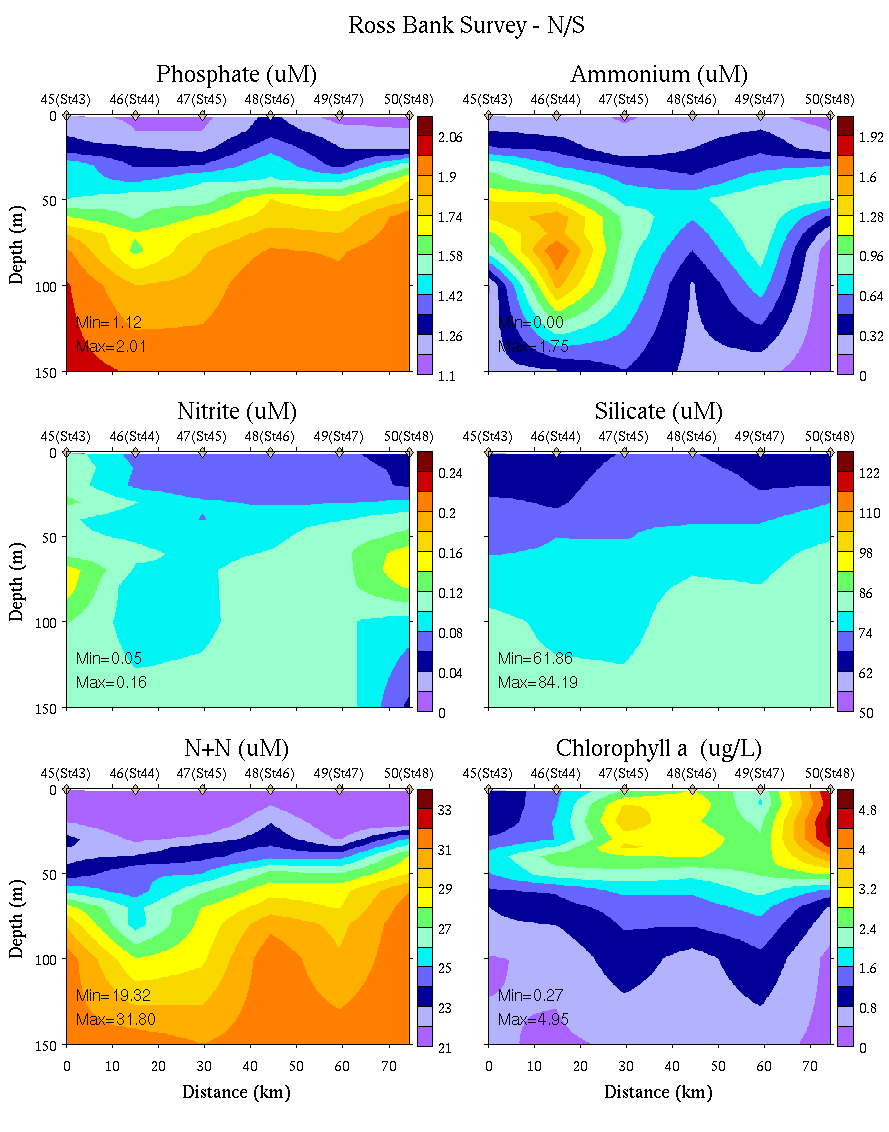 Ross Bank Survey - N/S
Phosphate (uM)
45(St43) 46(St44) 47(St45) 48(St46) 49(St47) 50(St48)
0
50
100
150
Depth (m)
Min=1.12
Max=2.01
2.06
1.9
1.74
1.58
1.42
1.26
1.1
Ammonium (uM)
45(St43) 46(St44) 47(St45) 48(St46) 49(St47) 50(St48)
Min=0.00
Max=1.75
1.92
1.6
1.28
0.96
0.64
0.32
0
Nitrite (uM)
45(St43) 46(St44) 47(St45) 48(St46) 49(St47) 50(St48)
0
50
100
150
Depth (m)
Min=0.05
Max=0.16
0.24
0.2
0.16
0.12
0.08
0.04
0
Silicate (uM)
45(St43) 46(St44) 47(St45) 48(St46) 49(St47) 50(St48)
Min=61.86
Max=84.19
122
110
98
86
74
62
50
N+N (uM)
45(St43) 46(St44) 47(St45) 48(St46) 49(St47) 50(St48)
0
50
100
150
Depth (m)
Min=19.32
Max=31.80
33
31
29
27
25
23
21
0 10 20 30 40 50 60 70
Distance (km)
Chlorophyll a (ug/L)
45(St43) 46(St44) 47(St45) 48(St46) 49(St47) 50(St48)
Min=0.27
Max=4.95
4.8
4
3.2
2.4
1.6
0.8
0
0 10 20 30 40 50 60 70
Distance (km)